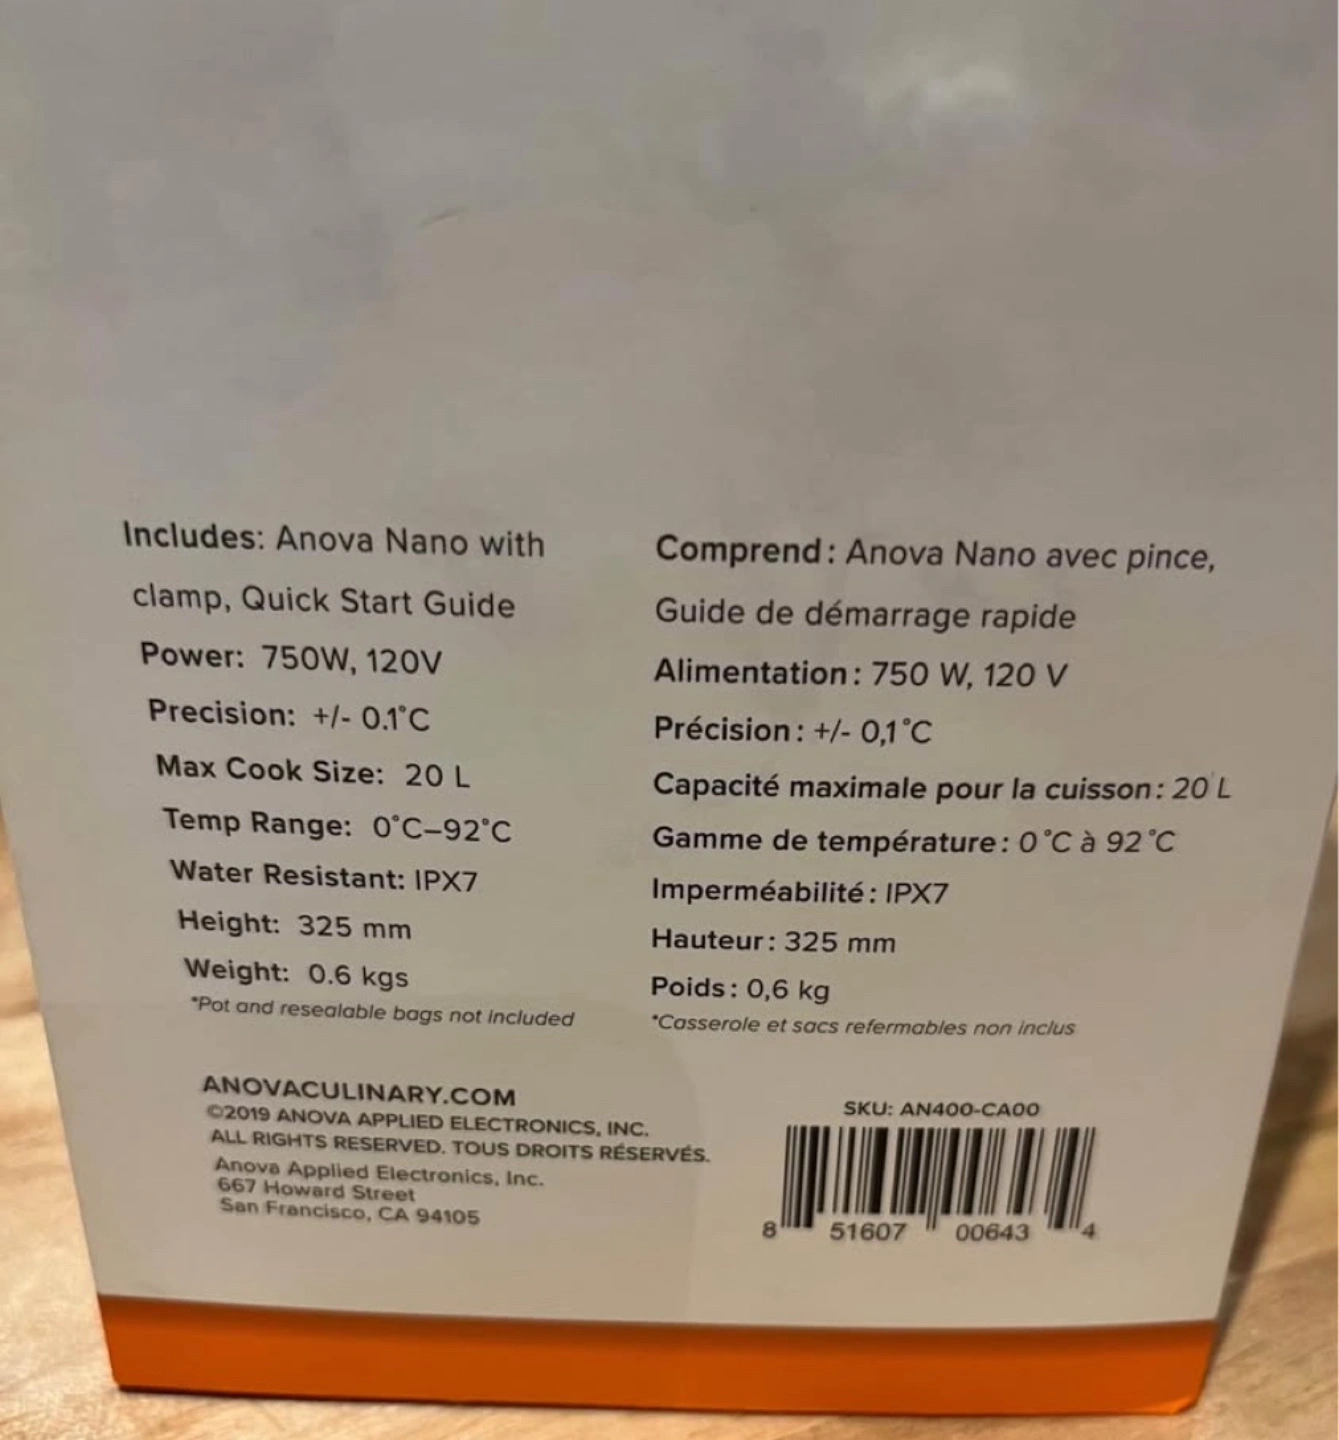 Includes: Anova Nano with
clamp, Quick Start Guide
Power: 750W, 120V
Precision: +/- 0.1°C
Max Cook Size: 20 L
Temp Range: 0°C–92°C
Water Resistant: IPX7
Height: 325 mm
Weight: 0.6 kgs
*Pot and resealable bags not included
Comprend : Anova Nano avec pince,
Guide de démarrage rapide
Alimentation : 750 W, 120 V
Précision : +/- 0,1 °C
Capacité maximale pour la cuisson : 20 L
Gamme de température : 0 °C à 92 °C
Imperméabilité : IPX7
Hauteur : 325 mm
Poids : 0,6 kg
*Casserole et sacs refermables non inclus
ANOVACULINARY.COM
©2019 ANOVA APPLIED ELECTRONICS, INC.
ALL RIGHTS RESERVED. TOUS DROITS RÉSERVÉS.
Anova Applied Electronics, Inc.
667 Howard Street
San Francisco, CA 94105
SKU: AN400-CA00
8 51607 00643 4